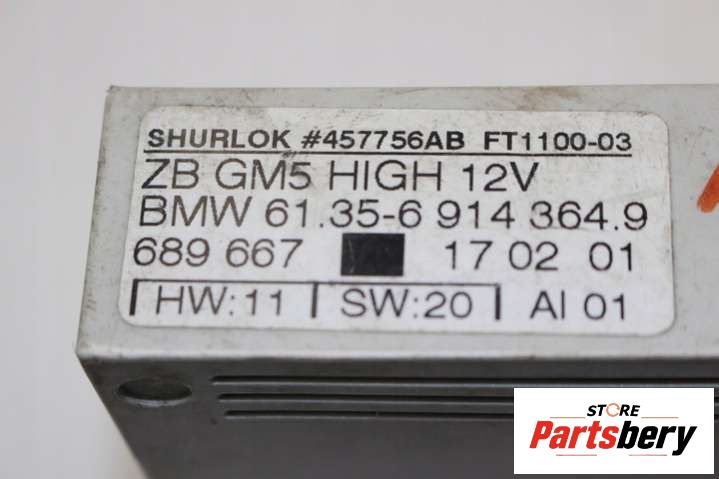 SHURLOK #457756AB FT1100-03
ZB GM5 HIGH 12V
BMW 61.35-6 914 364.9
689 667 17 02 01
HW:11 SW:20 AI 01
STORE
Partsbery